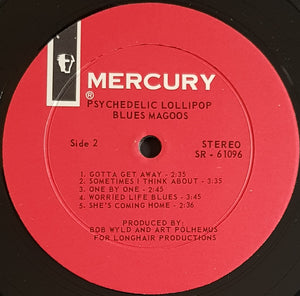 MERCURY
®
PSYCHEDELIC LOLLIPOP
BLUES MAGOOS
Side 2
STEREO
SR - 61096
1. GOTTA GET AWAY - 2:35
2. SOMETIMES I THINK ABOUT - 3:35
3. ONE BY ONE - 2:45
4. WORRIED LIFE BLUES - 3:45
5. SHE'S COMING HOME - 2:36
PRODUCED BY:
BOB WYLD AND ART POLHEMUS
FOR LONGHAIR PRODUCTIONS